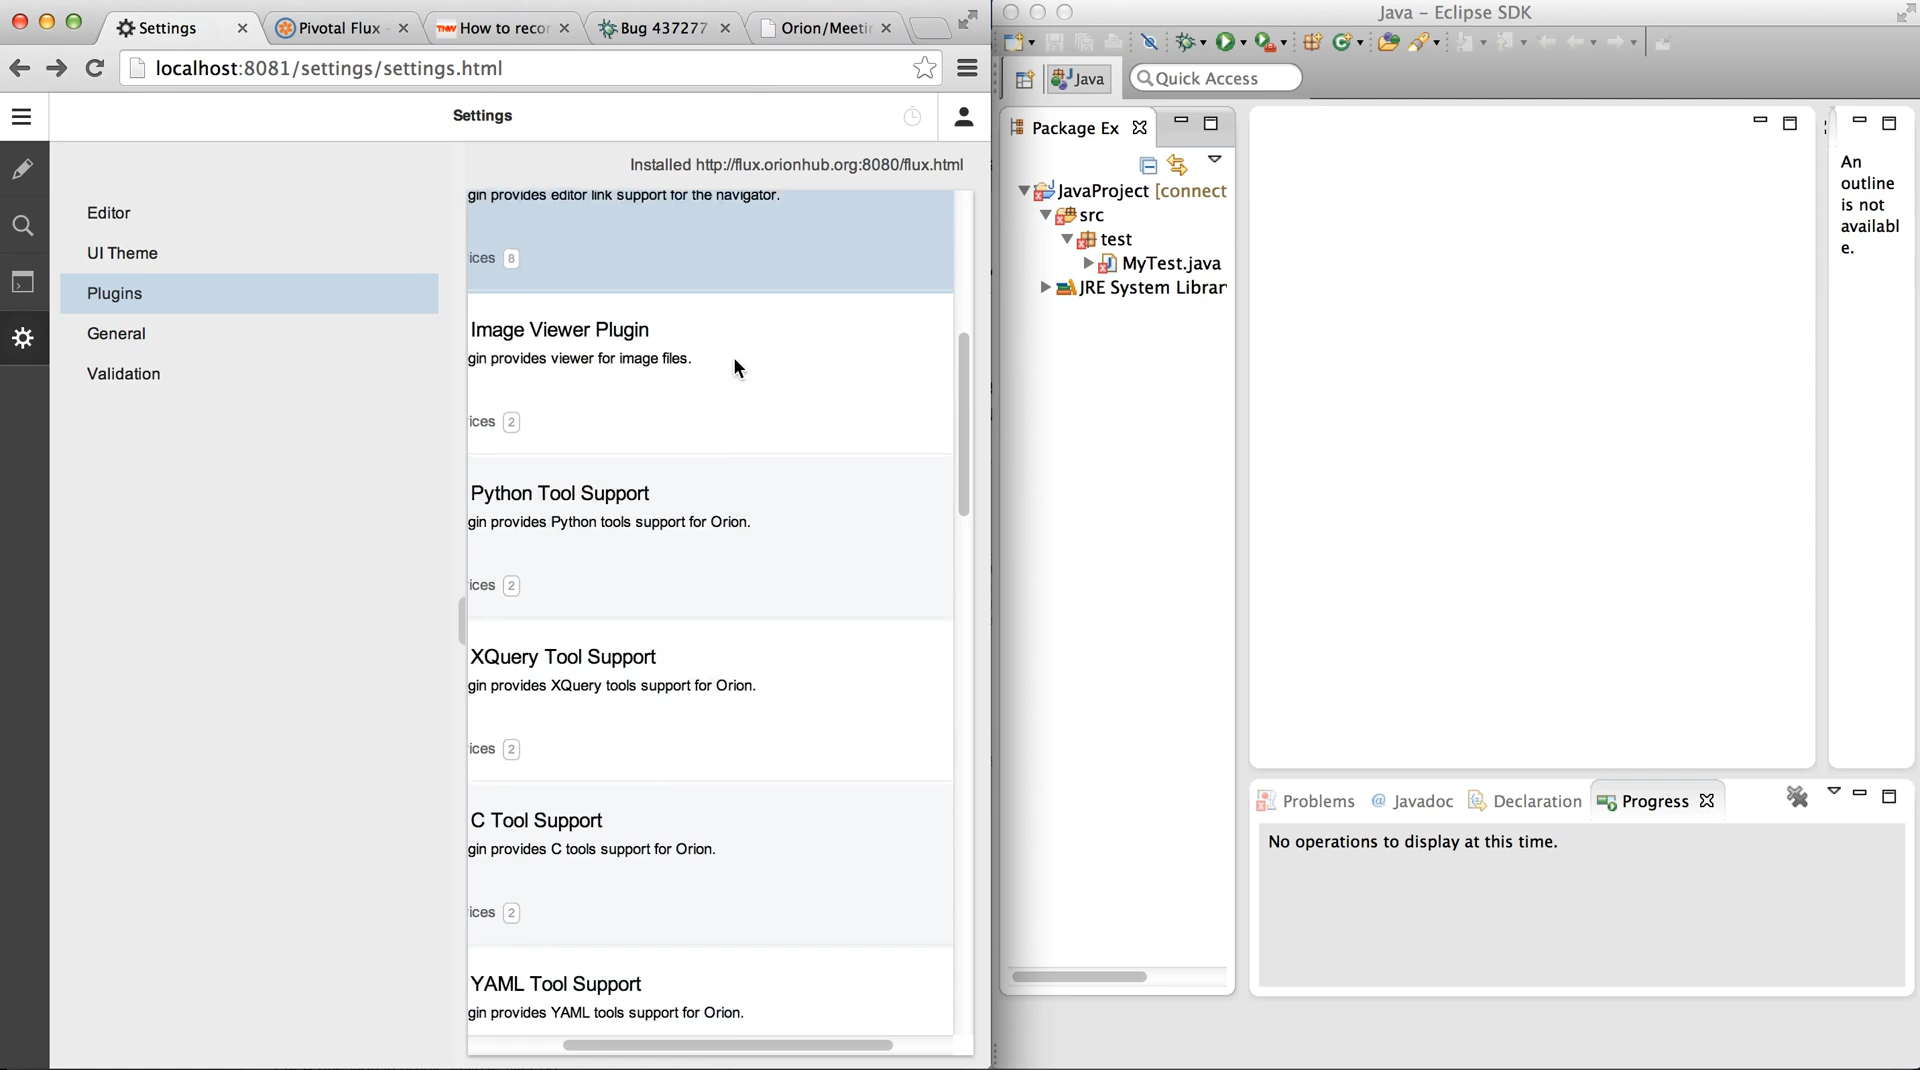 Settings
Pivotal Flux
How to recor
Bug 437277
Orion/Meetin
localhost:8081/settings/settings.html
Settings
Installed http://flux.orionhub.org:8080/flux.html
Editor
UI Theme
Plugins
General
Validation
gin provides editor link support for the navigator.
ices 8
Image Viewer Plugin
gin provides viewer for image files.
ices 2
Python Tool Support
gin provides Python tools support for Orion.
ices 2
XQuery Tool Support
gin provides XQuery tools support for Orion.
ices 2
C Tool Support
gin provides C tools support for Orion.
ices 2
YAML Tool Support
gin provides YAML tools support for Orion.
Java – Eclipse SDK
Java
Quick Access
Package Ex
JavaProject [connect
src
test
MyTest.java
JRE System Librar
An
outline
is not
availabl
e.
Problems
@ Javadoc
Declaration
Progress
No operations to display at this time.